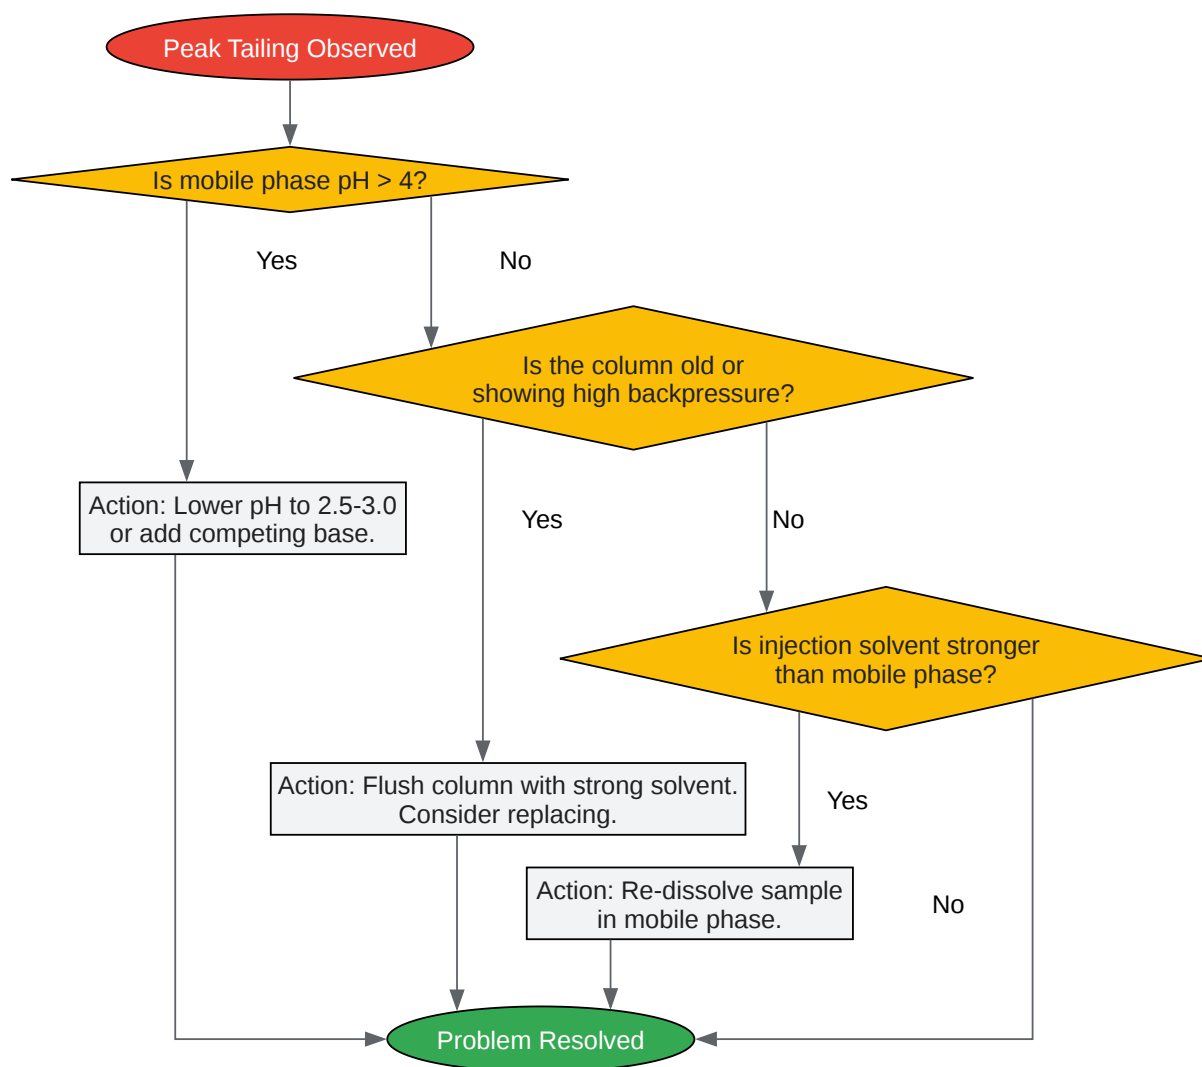 Peak Tailing Observed
Is mobile phase pH > 4?
Yes
No
Is the column old or
showing high backpressure?
Action: Lower pH to 2.5-3.0
or add competing base.
Yes
No
Is injection solvent stronger
than mobile phase?
Action: Flush column with strong solvent.
Consider replacing.
Yes
Action: Re-dissolve sample
in mobile phase.
No
Problem Resolved